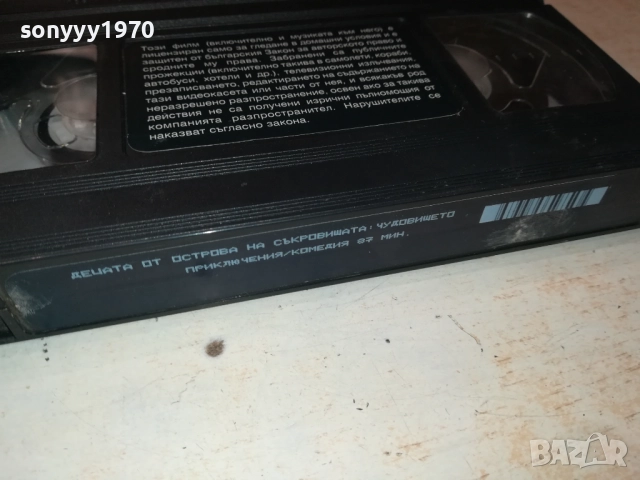 sonyyy1970
Този филм (включително и музиката към него) е
лицензиран само за гледане в домашни условия и е
защитен от българския Закон за авторското право и
сродните му права. Забранени са публичните
прожекции (включително такива в самолети, кораби,
автобуси, хотели и др.), телевизионни излъчвания,
презаписването, редактирането на съдържанието на
тази видеокасета или части от нея, и всякакъв род
неразрешено разпространение, освен ако за такива
действия не са получени изрични пълномощия от
компанията разпространител. Нарушителите се
наказват съгласно закона.
ДЕЦАТА ОТ ОСТРОВА НА СЪКРОВИЩАТА: ЧУДОВИЩЕТО
ПРИКЛЮЧЕНИЯ/КОМЕДИЯ 87 МИН.
BAZAR